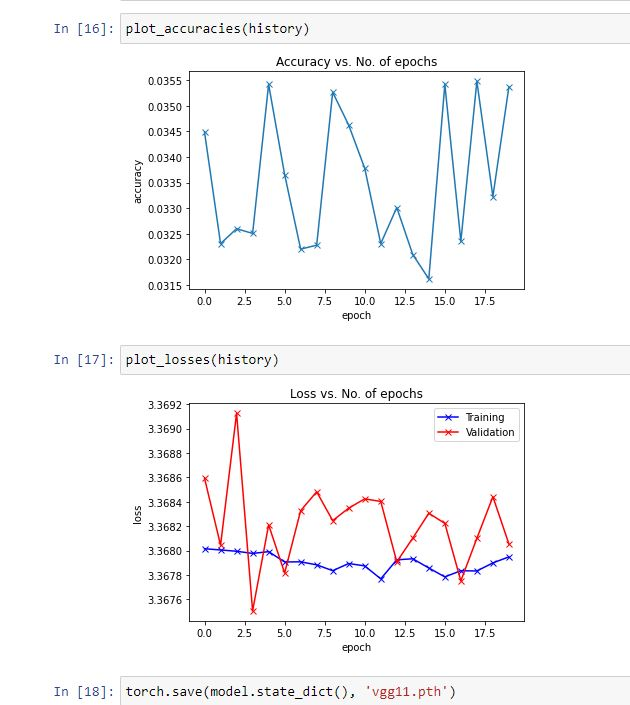 In [16]: plot_accuracies(history)
Accuracy vs. No. of epochs
0.0355
0.0350
0.0345
0.0340
0.0335
0.0330
0.0325
0.0320
0.0315
accuracy
0.0 2.5 5.0 7.5 10.0 12.5 15.0 17.5
epoch
In [17]: plot_losses(history)
Loss vs. No. of epochs
3.3692
3.3690
3.3688
3.3686
3.3684
3.3682
3.3680
3.3678
3.3676
loss
Training
Validation
0.0 2.5 5.0 7.5 10.0 12.5 15.0 17.5
epoch
In [18]: torch.save(model.state_dict(), 'vgg11.pth')